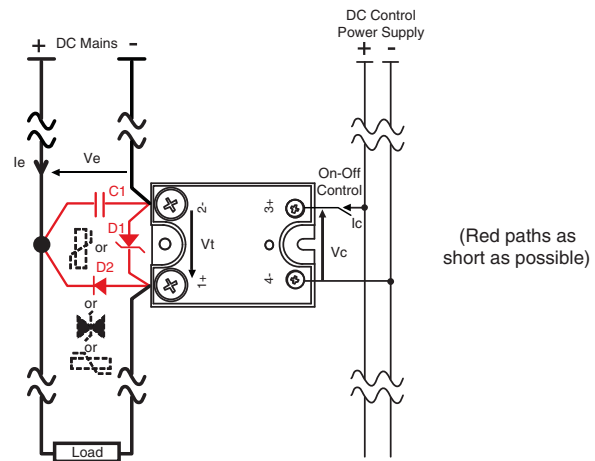 DC Control
Power Supply
+ -
+ DC Mains -
Ie
Ve
C1
On-Off
Control
2-
3+
Ic
D1
or
Vt
Vc
(Red paths as
short as possible)
D2
1+
4-
or
or
Load